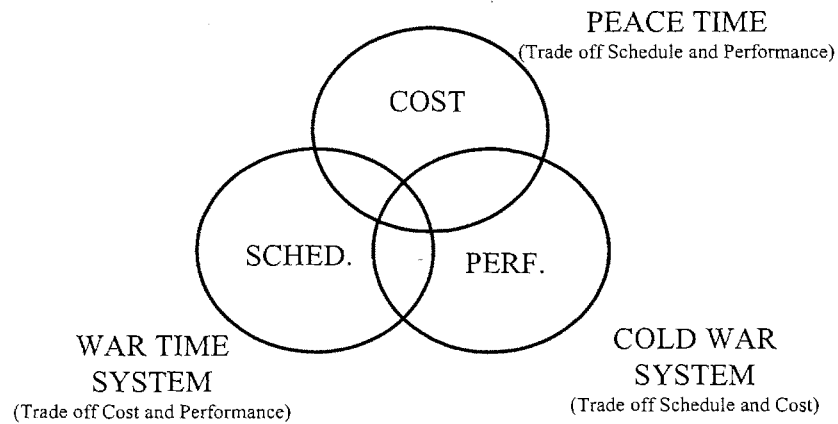 PEACE TIME
(Trade off Schedule and Performance)
COST
SCHED.
PERF.
WAR TIME
SYSTEM
(Trade off Cost and Performance)
COLD WAR
SYSTEM
(Trade off Schedule and Cost)